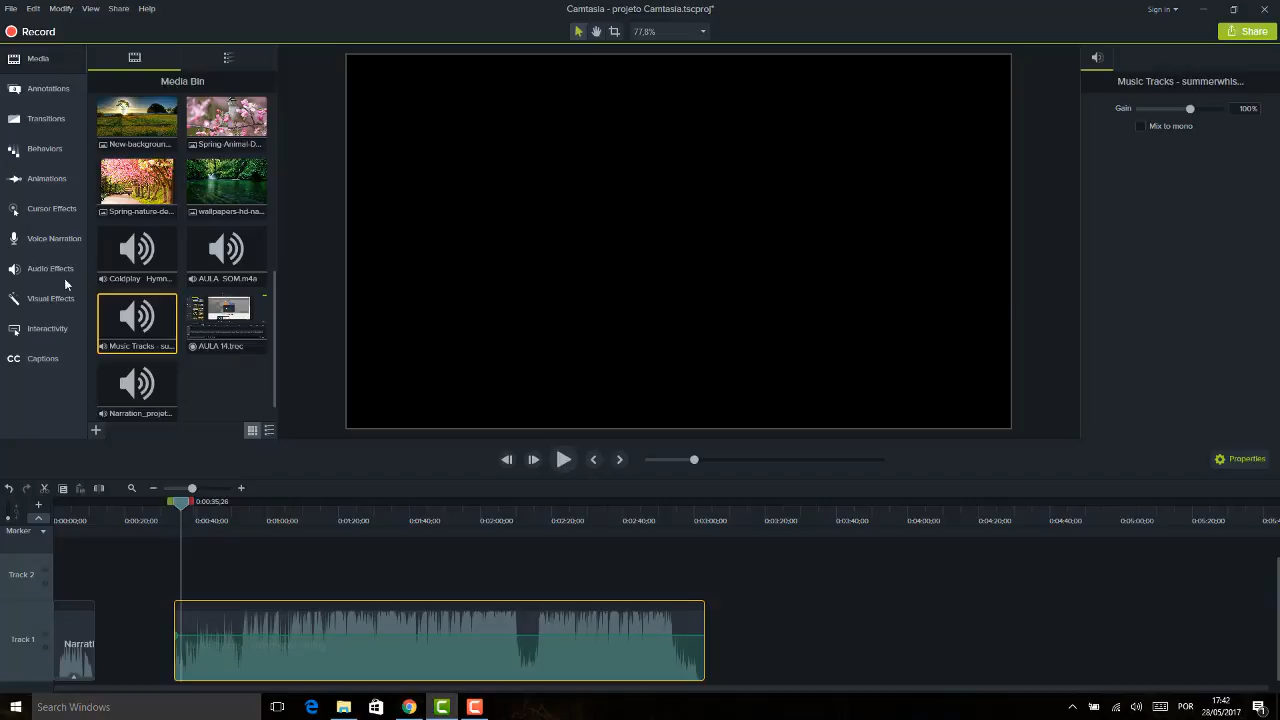 File Edit Modify View Share Help
Camtasia - projeto Camtasia.tscproj*
Sign in
Record
77,8%
Share
Media
Annotations
Transitions
Behaviors
Animations
Cursor Effects
Voice Narration
Audio Effects
Visual Effects
Interactivity
CC Captions
Media Bin
New-backgroun...
Spring-Animal-D...
Spring-nature-de...
wallpapers-hd-na...
Coldplay Hymn...
AULA SOM.m4a
Music Tracks - su...
AULA 14.trec
Narration_projet...
Music Tracks - summerwhis...
Gain 100%
Mix to mono
Properties
0:00:35;26
0:00:00;00 0:00:20;00 0:00:40;00 0:01:00;00 0:01:20;00 0:01:40;00 0:02:00;00 0:02:20;00 0:02:40;00 0:03:00;00 0:03:20;00 0:03:40;00 0:04:00;00 0:04:20;00 0:04:40;00 0:05:00;00 0:05:20;00 0:05:4
Marker
Track 2
Track 1
Narrati
Search Windows
POR
17:42
28/05/2017